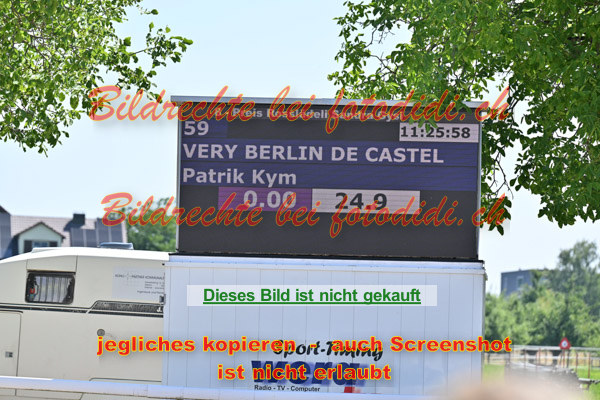 Bildrechte bei fotodidi.ch
59
11:25:58
VERY BERLIN DE CASTEL
Patrik Kym
0.00 24.9
Bildrechte bei fotodidi.ch
Dieses Bild ist nicht gekauft
jegliches kopieren - auch Screenshot
Sport-Timing
ist nicht erlaubt
Radio - TV - Computer